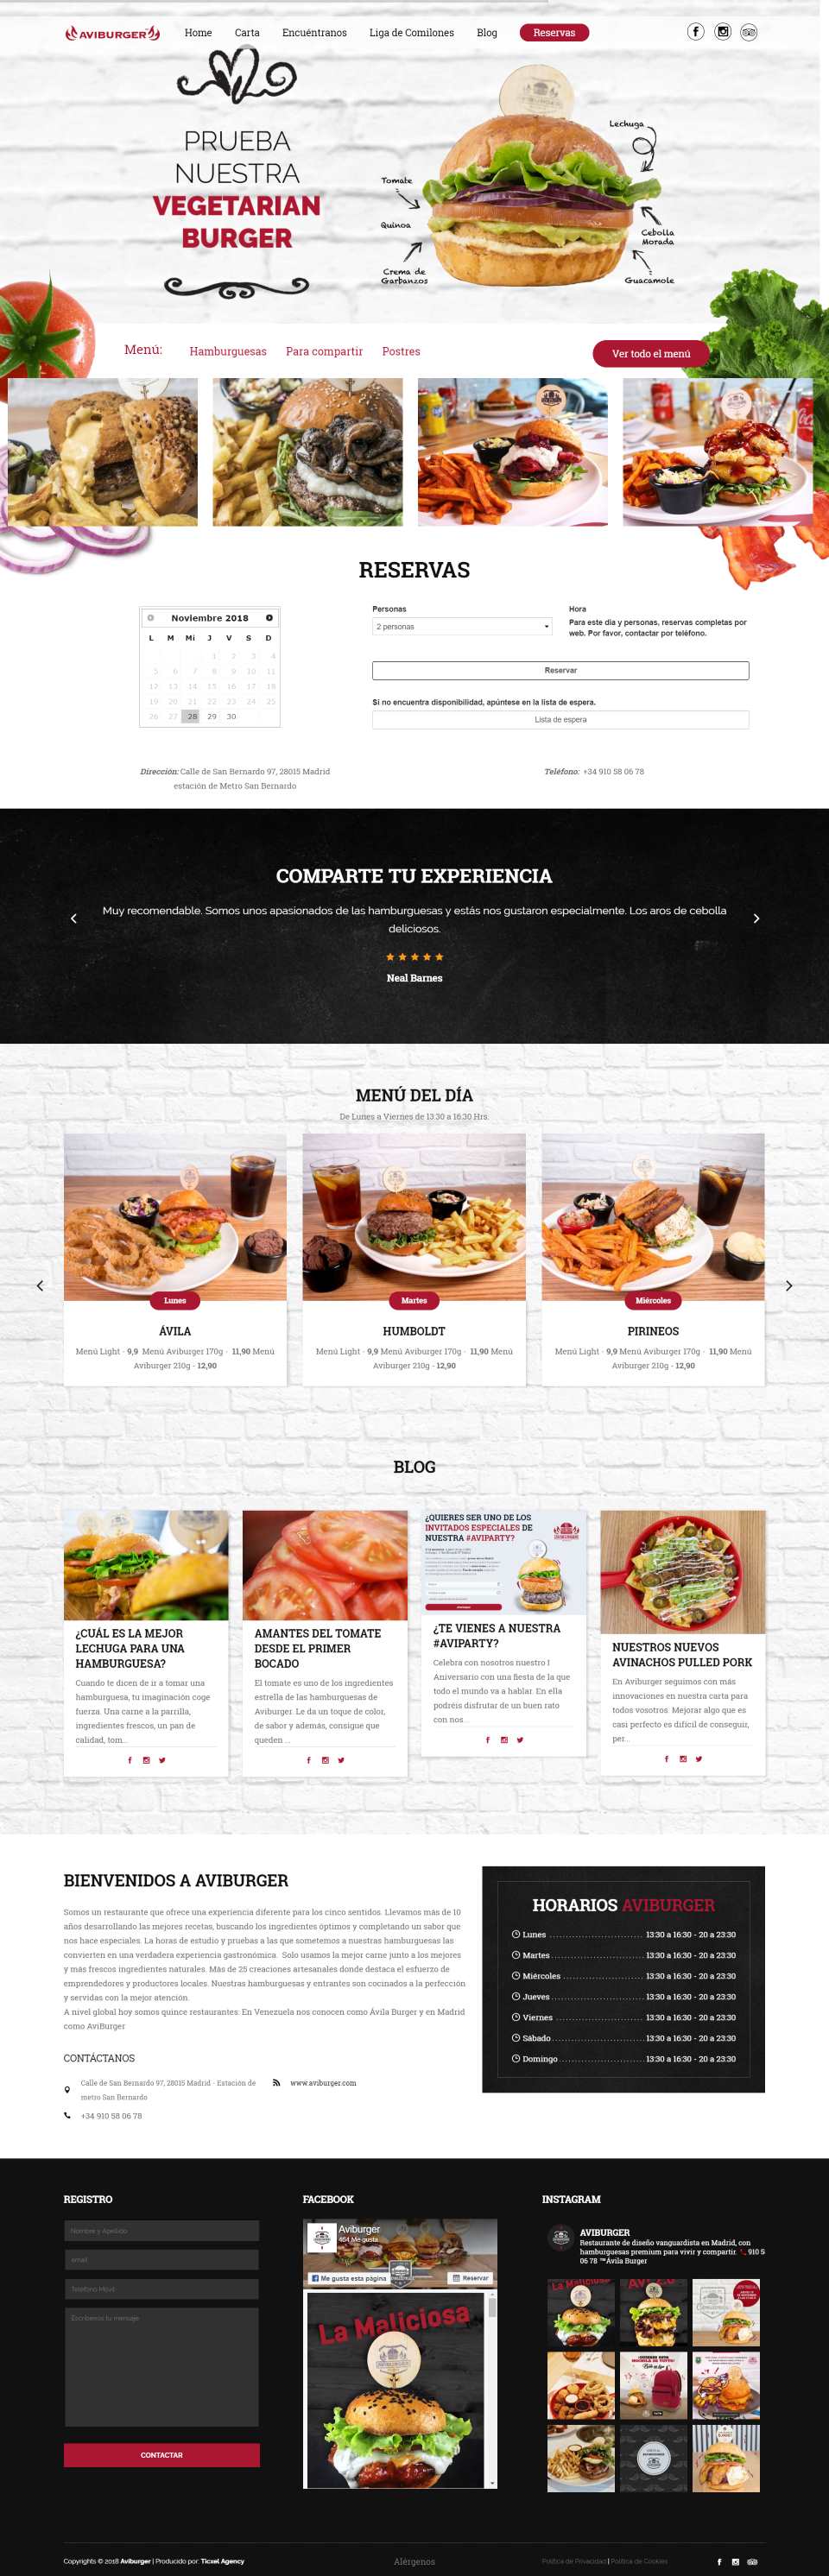 AVIBURGER Home Carta Encuéntranos Liga de Comilones Blog Reservas
PRUEBA
NUESTRA
VEGETARIAN
BURGER
Lechuga
Tomate
Quinoa
Cebolla
Morada
Crema de
Garbanzos
Guacamole
Menú: Hamburguesas Para compartir Postres Ver todo el menú
RESERVAS
Noviembre 2018
L M Mi J V S D
1 2 3 4
5 6 7 8 9 10 11
12 13 14 15 16 17 18
19 20 21 22 23 24 25
26 27 28 29 30
Personas
2 personas
Hora
Para este dia y personas, reservas completas por
web. Por favor, contactar por teléfono.
Reservar
Si no encuentra disponibilidad, apúntese en la lista de espera.
Lista de espera
Dirección: Calle de San Bernardo 97, 28015 Madrid
estación de Metro San Bernardo
Teléfono: +34 910 58 06 78
COMPARTE TU EXPERIENCIA
Muy recomendable. Somos unos apasionados de las hamburguesas y estás nos gustaron especialmente. Los aros de cebolla
deliciosos.
Neal Barnes
MENÚ DEL DÍA
De Lunes a Viernes de 13:30 a 16:30 Hrs.
Lunes
ÁVILA
Menú Light - 9,9 Menú Aviburger 170g - 11,90 Menú
Aviburger 210g - 12,90
Martes
HUMBOLDT
Menú Light - 9,9 Menú Aviburger 170g - 11,90 Menú
Aviburger 210g - 12,90
Miércoles
PIRINEOS
Menú Light - 9,9 Menú Aviburger 170g - 11,90 Menú
Aviburger 210g - 12,90
BLOG
¿CUÁL ES LA MEJOR
LECHUGA PARA UNA
HAMBURGUESA?
Cuando te dicen de ir a tomar una
hamburguesa, tu imaginación coge
fuerza. Una carne a la parrilla,
ingredientes frescos, un pan de
calidad, tom...
AMANTES DEL TOMATE
DESDE EL PRIMER
BOCADO
El tomate es uno de los ingredientes
estrella de las hamburguesas de
Aviburger. Le da un toque de color,
de sabor y además, consigue que
queden ...
¿QUIERES SER UNO DE LOS
INVITADOS ESPECIALES DE
NUESTRA #AVIPARTY?
¿TE VIENES A NUESTRA
#AVIPARTY?
Celebra con nosotros nuestro I
Aniversario con una fiesta de la que
todo el mundo va a hablar. En ella
podréis disfrutar de un buen rato
con nos...
NUESTROS NUEVOS
AVINACHOS PULLED PORK
En Aviburger seguimos con más
innovaciones en nuestra carta para
todos vosotros. Mejorar algo que es
casi perfecto es difícil de conseguir,
per...
BIENVENIDOS A AVIBURGER
Somos un restaurante que ofrece una experiencia diferente para los cinco sentidos. Llevamos más de 10
años desarrollando las mejores recetas, buscando los ingredientes óptimos y completando un sabor que
nos hace especiales. La horas de estudio y pruebas a las que sometemos a nuestras hamburguesas las
convierten en una verdadera experiencia gastronómica. Solo usamos la mejor carne junto a los mejores
y más frescos ingredientes naturales. Más de 25 creaciones artesanales donde destaca el esfuerzo de
emprendedores y productores locales. Nuestras hamburguesas y entrantes son cocinados a la perfección
y servidas con la mejor atención.
A nivel global hoy somos quince restaurantes: En Venezuela nos conocen como Ávila Burger y en Madrid
como AviBurger
CONTÁCTANOS
Calle de San Bernardo 97, 28015 Madrid - Estación de
metro San Bernardo
www.aviburger.com
+34 910 58 06 78
HORARIOS AVIBURGER
Lunes 13:30 a 16:30 - 20 a 23:30
Martes 13:30 a 16:30 - 20 a 23:30
Miércoles 13:30 a 16:30 - 20 a 23:30
Jueves 13:30 a 16:30 - 20 a 23:30
Viernes 13:30 a 16:30 - 20 a 23:30
Sábado 13:30 a 16:30 - 20 a 23:30
Domingo 13:30 a 16:30 - 20 a 23:30
REGISTRO
Nombre y Apellido
email
Teléfono Móvil
Escríbenos tu mensaje
CONTACTAR
FACEBOOK
Aviburger
464 Me gusta
Me gusta esta página Reservar
La Maliciosa
INSTAGRAM
AVIBURGER
Restaurante de diseño vanguardista en Madrid, con
hamburguesas premium para vivir y compartir. 910 5
06 78 ™Ávila Burger
Copyrights © 2018 Aviburger | Producido por: Ticxel Agency
Alérgenos
Política de Privacidad | Política de Cookies